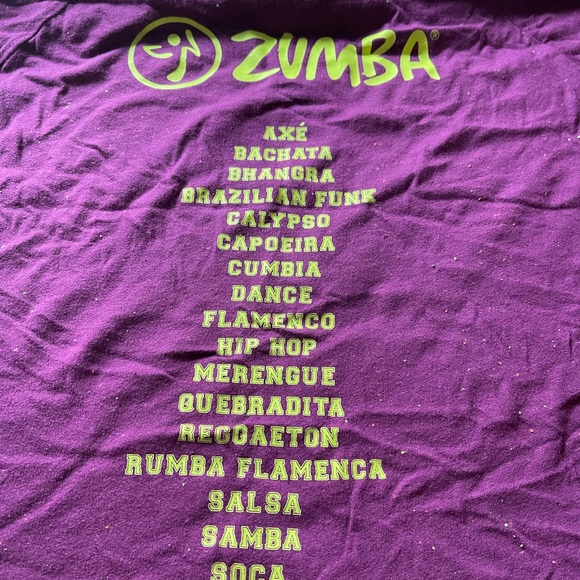 ZUMBA®
AXÉ
BACHATA
BHANGRA
BRAZILIAN FUNK
CALYPSO
CAPOEIRA
CUMBIA
DANCE
FLAMENCO
HIP HOP
MERENGUE
QUEBRADITA
REGGAETON
RUMBA FLAMENCA
SALSA
SAMBA
SOCA